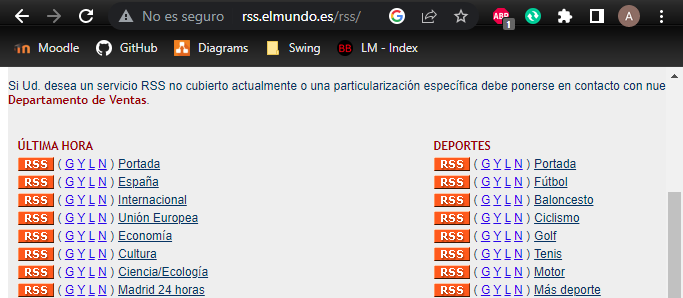 No es seguro rss.elmundo.es/rss/ ABP 1 A
Moodle GitHub Diagrams Swing BB LM - Index
Si Ud. desea un servicio RSS no cubierto actualmente o una particularización específica debe ponerse en contacto con nue
Departamento de Ventas.
ÚLTIMA HORA
RSS ( G Y L N ) Portada
RSS ( G Y L N ) España
RSS ( G Y L N ) Internacional
RSS ( G Y L N ) Unión Europea
RSS ( G Y L N ) Economía
RSS ( G Y L N ) Cultura
RSS ( G Y L N ) Ciencia/Ecología
RSS ( G Y L N ) Madrid 24 horas
DEPORTES
RSS ( G Y L N ) Portada
RSS ( G Y L N ) Fútbol
RSS ( G Y L N ) Baloncesto
RSS ( G Y L N ) Ciclismo
RSS ( G Y L N ) Golf
RSS ( G Y L N ) Tenis
RSS ( G Y L N ) Motor
RSS ( G Y L N ) Más deporte